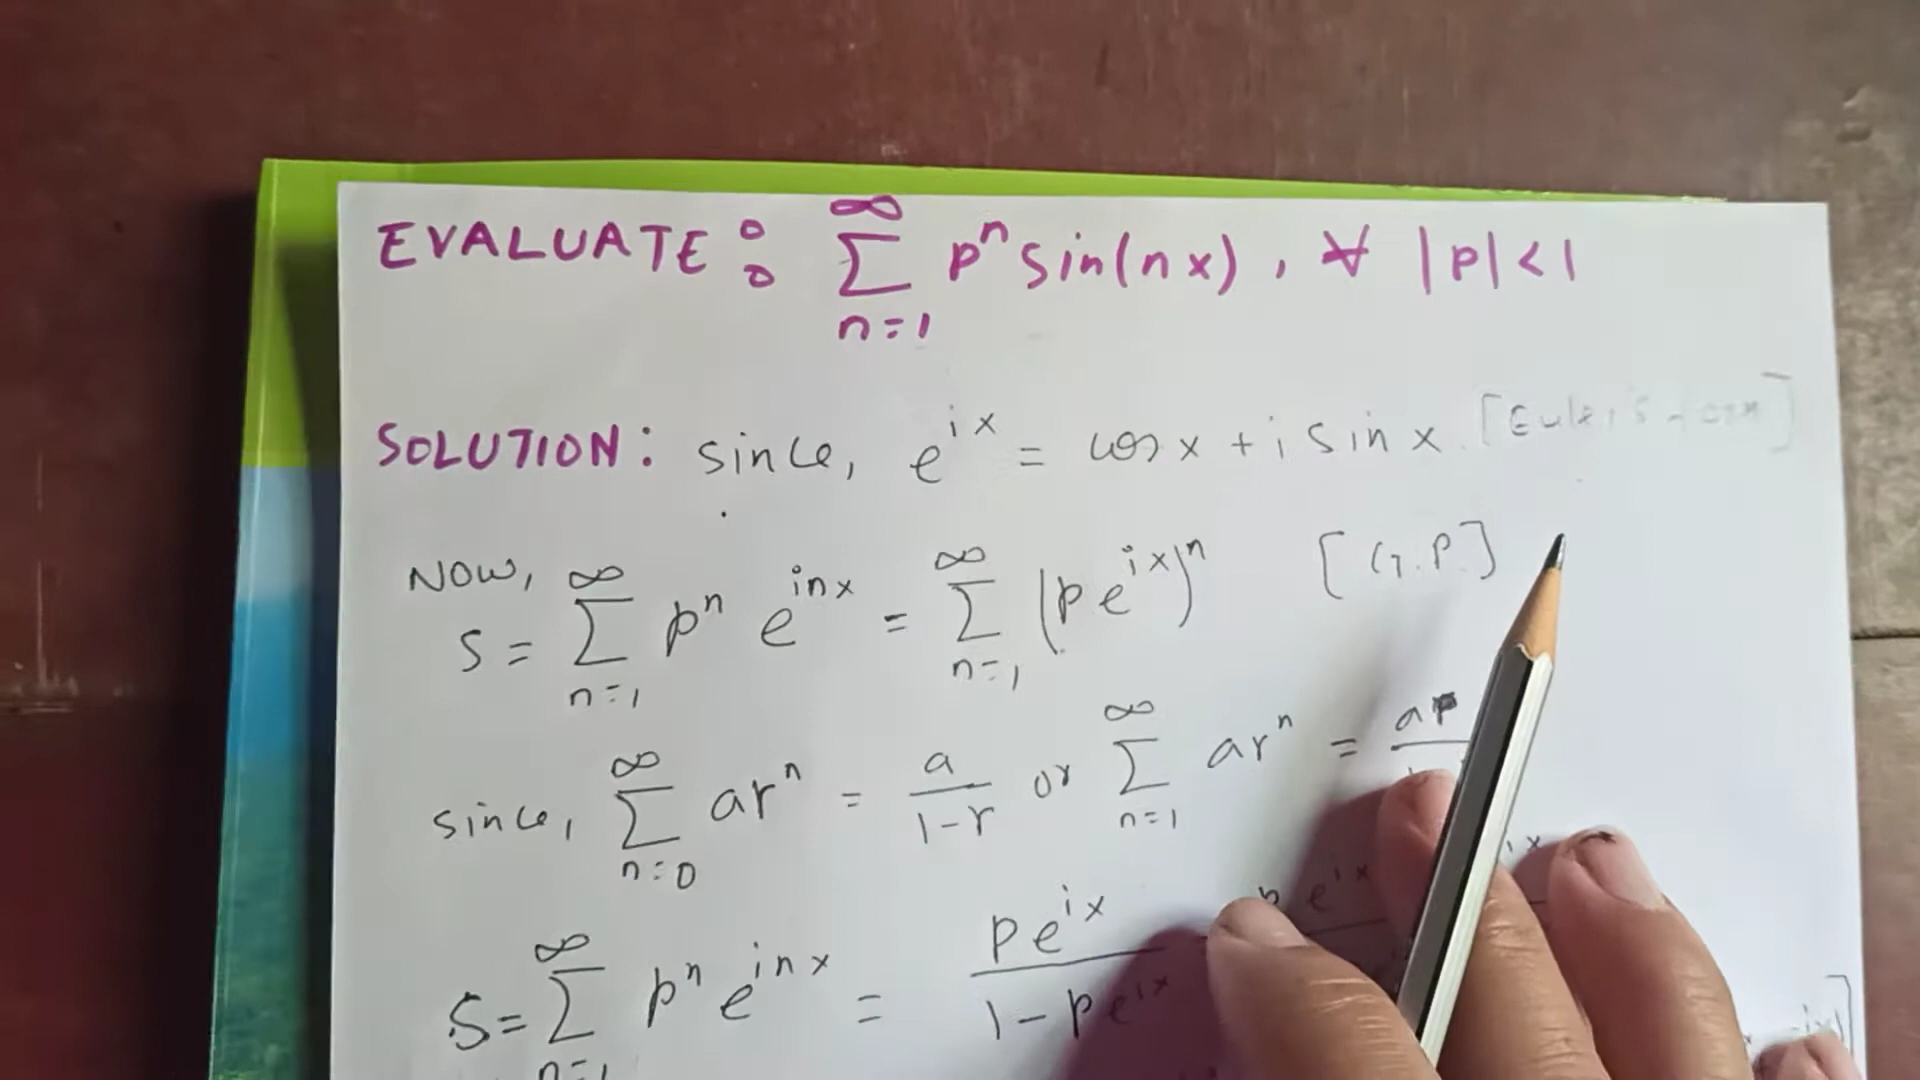 EVALUATE: ∞∑n=1 pⁿ sin(nx), ∀ |p|<1
SOLUTION: since, e^{ix} = cos x + i sin x
NOW,
S = ∞∑n=1 pⁿ e^{inx} = ∞∑n=1 (pe^{ix})ⁿ [G.P.]
since, ∞∑n=0 arⁿ = a/(1-r) or ∞∑n=1 arⁿ = ar
S = ∞∑n=1 pⁿ e^{inx} = pe^{ix}/(1-pe^{ix})